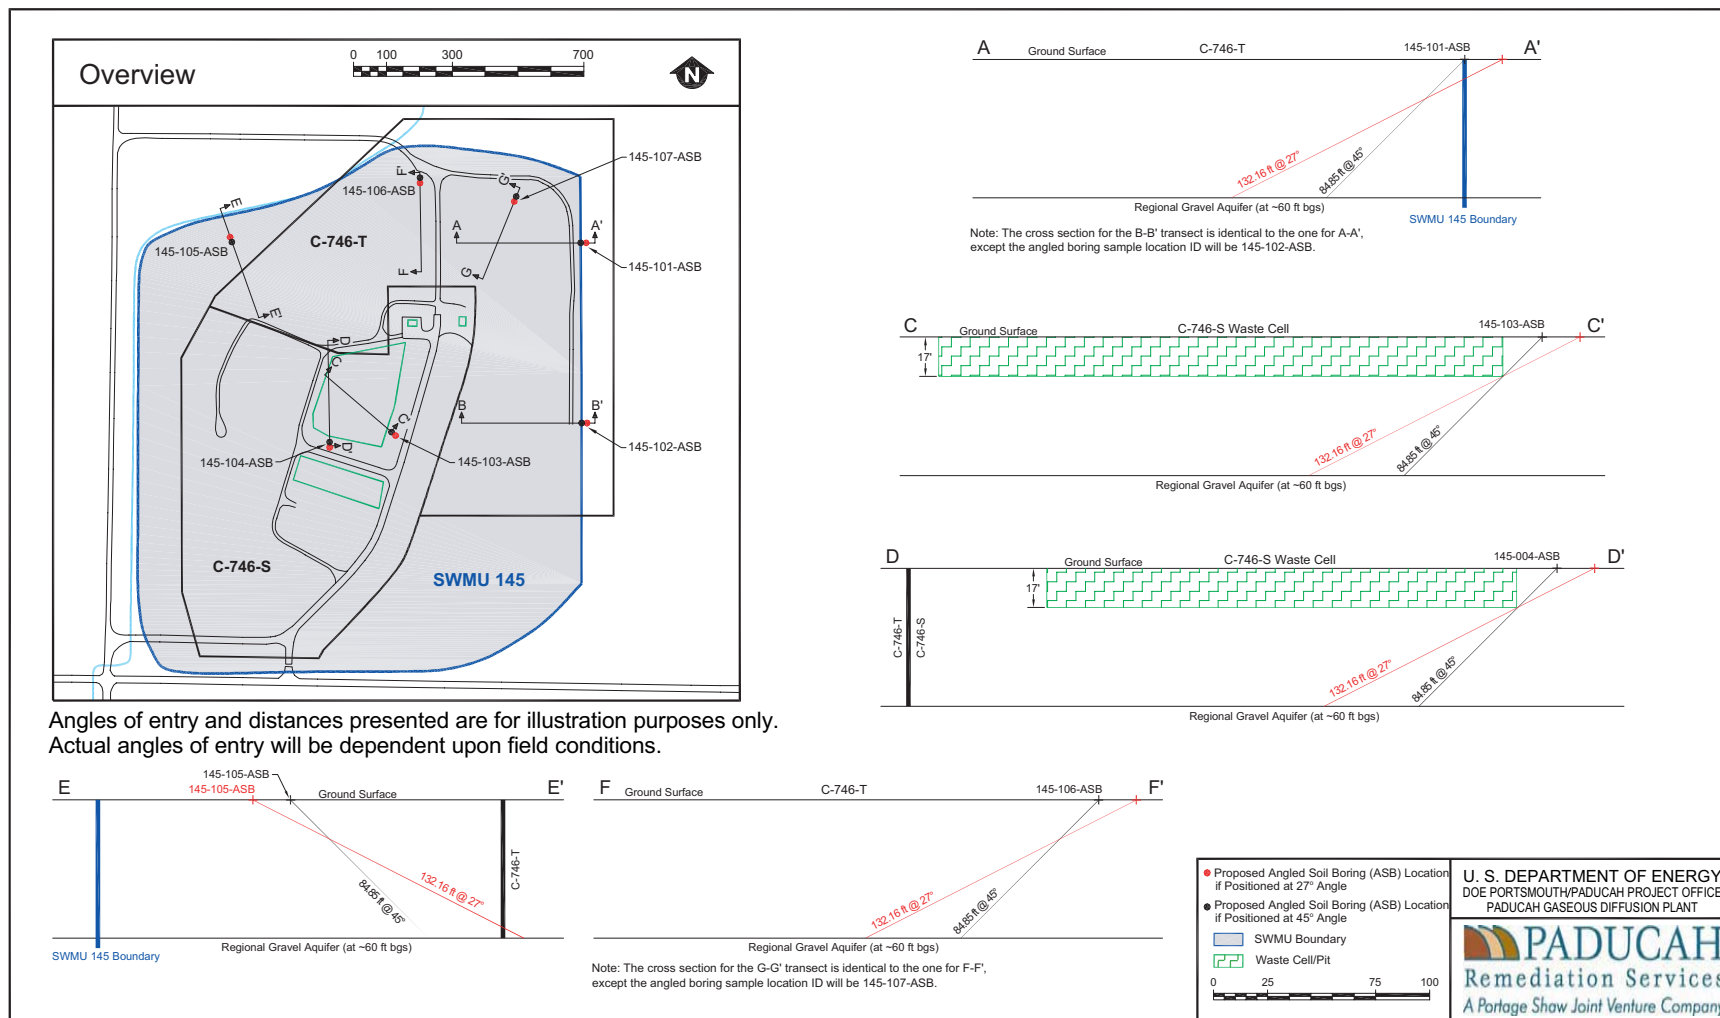 Overview
0 100 300 700
N
145-107-ASB
F'
G'
145-106-ASB
E
A
A'
C-746-T
145-105-ASB
145-101-ASB
F
G
E'
D
C
B
B'
C'
145-102-ASB
D'
145-104-ASB
145-103-ASB
C-746-S
SWMU 145
Angles of entry and distances presented are for illustration purposes only.
Actual angles of entry will be dependent upon field conditions.
A
Ground Surface
C-746-T
145-101-ASB
A'
132.16 ft @ 27°
84.85 ft @ 45°
Regional Gravel Aquifer (at ~60 ft bgs)
SWMU 145 Boundary
Note: The cross section for the B-B' transect is identical to the one for A-A',
except the angled boring sample location ID will be 145-102-ASB.
C
Ground Surface
C-746-S Waste Cell
145-103-ASB
C'
17'
132.16 ft @ 27°
84.85 ft @ 45°
Regional Gravel Aquifer (at ~60 ft bgs)
D
Ground Surface
C-746-S Waste Cell
145-004-ASB
D'
17'
C-746-T
C-746-S
132.16 ft @ 27°
84.85 ft @ 45°
Regional Gravel Aquifer (at ~60 ft bgs)
E
145-105-ASB
145-105-ASB
Ground Surface
E'
84.85 ft @ 45°
132.16 ft @ 27°
C-746-T
Regional Gravel Aquifer (at ~60 ft bgs)
SWMU 145 Boundary
F
Ground Surface
C-746-T
145-106-ASB
F'
132.16 ft @ 27°
84.85 ft @ 45°
Regional Gravel Aquifer (at ~60 ft bgs)
Note: The cross section for the G-G' transect is identical to the one for F-F',
except the angled boring sample location ID will be 145-107-ASB.
Proposed Angled Soil Boring (ASB) Location
if Positioned at 27° Angle
Proposed Angled Soil Boring (ASB) Location
if Positioned at 45° Angle
SWMU Boundary
Waste Cell/Pit
0 25 75 100
U. S. DEPARTMENT OF ENERGY
DOE PORTSMOUTH/PADUCAH PROJECT OFFICE
PADUCAH GASEOUS DIFFUSION PLANT
PADUCAH
Remediation Services
A Portage Shaw Joint Venture Company